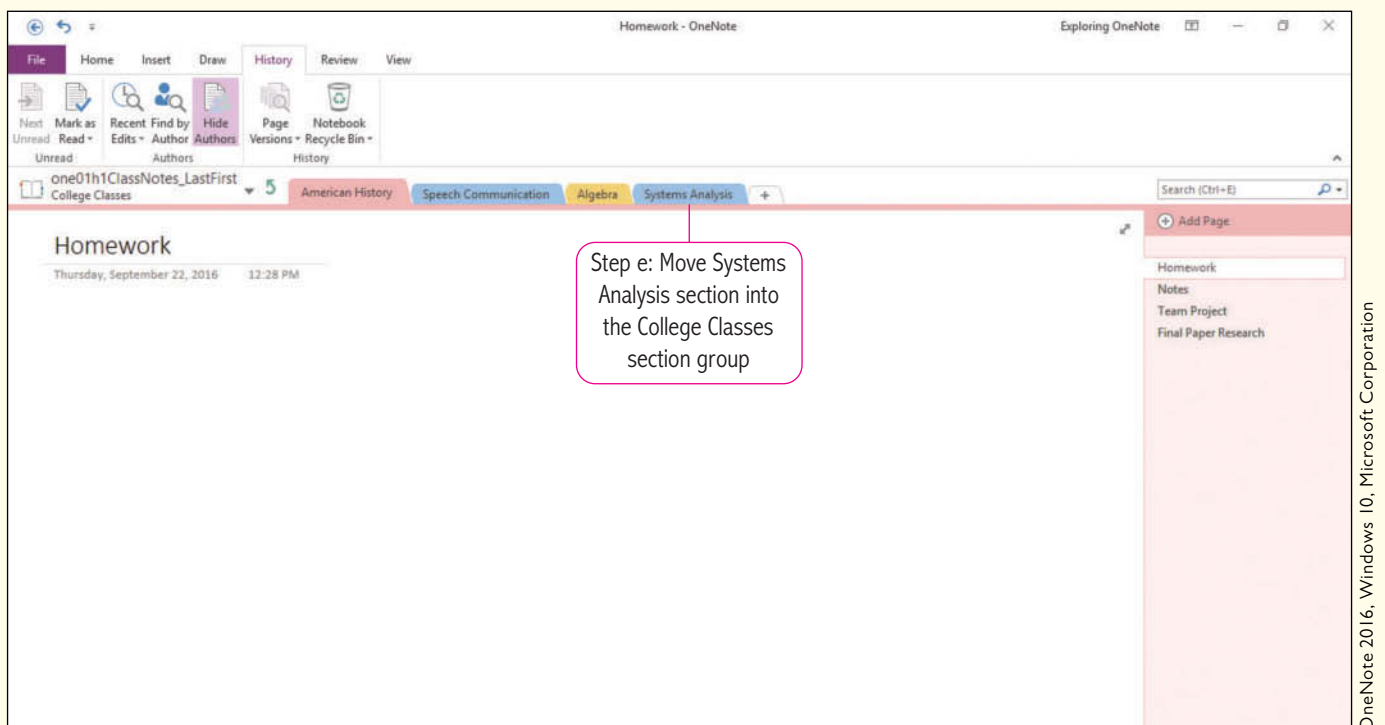 Homework - OneNote
Exploring OneNote
File Home Insert Draw History Review View
Next Unread
Mark as Read
Recent Edits
Find by Author
Hide Authors
Page Versions
Notebook Recycle Bin
Unread
Authors
History
one01h1ClassNotes_LastFirst
College Classes
5
American History
Speech Communication
Algebra
Systems Analysis
+
Search (Ctrl+E)
Add Page
Homework
Thursday, September 22, 2016 12:28 PM
Step e: Move Systems
Analysis section into
the College Classes
section group
Homework
Notes
Team Project
Final Paper Research
OneNote 2016, Windows 10, Microsoft Corporation